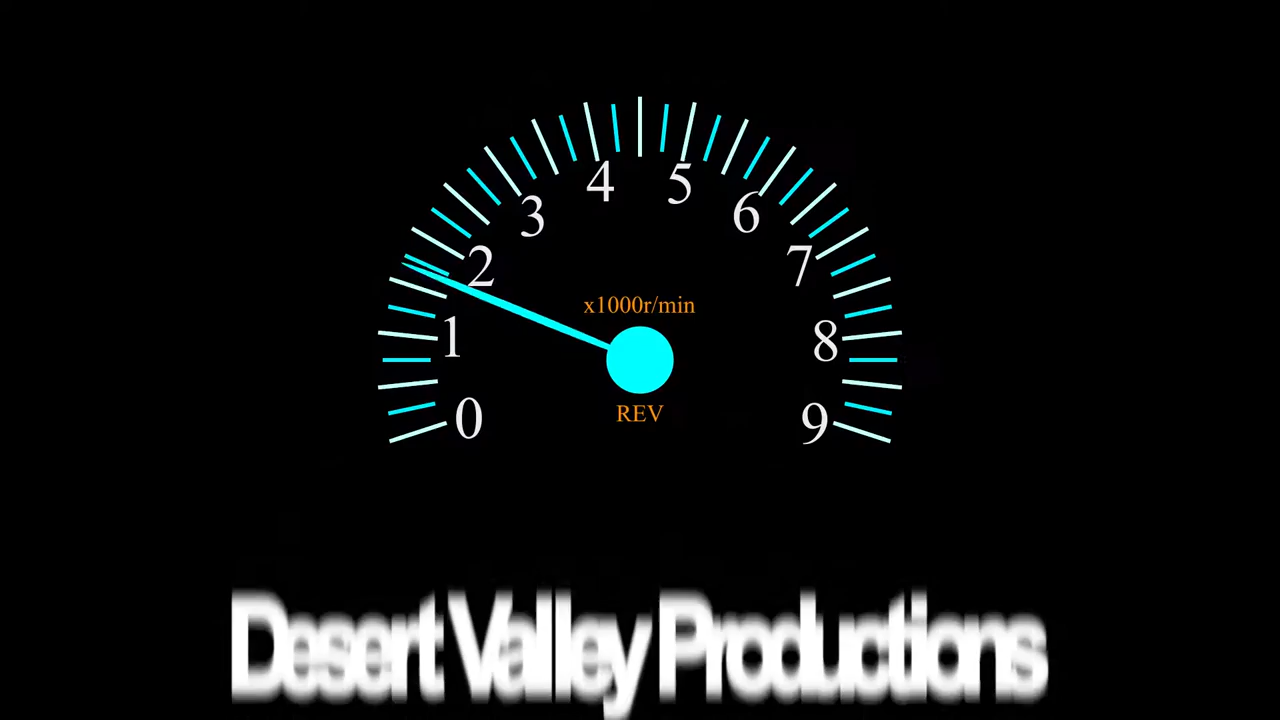 4 5
3 6
2 7
x1000r/min
1 8
REV
0 9
Desert Valley Productions